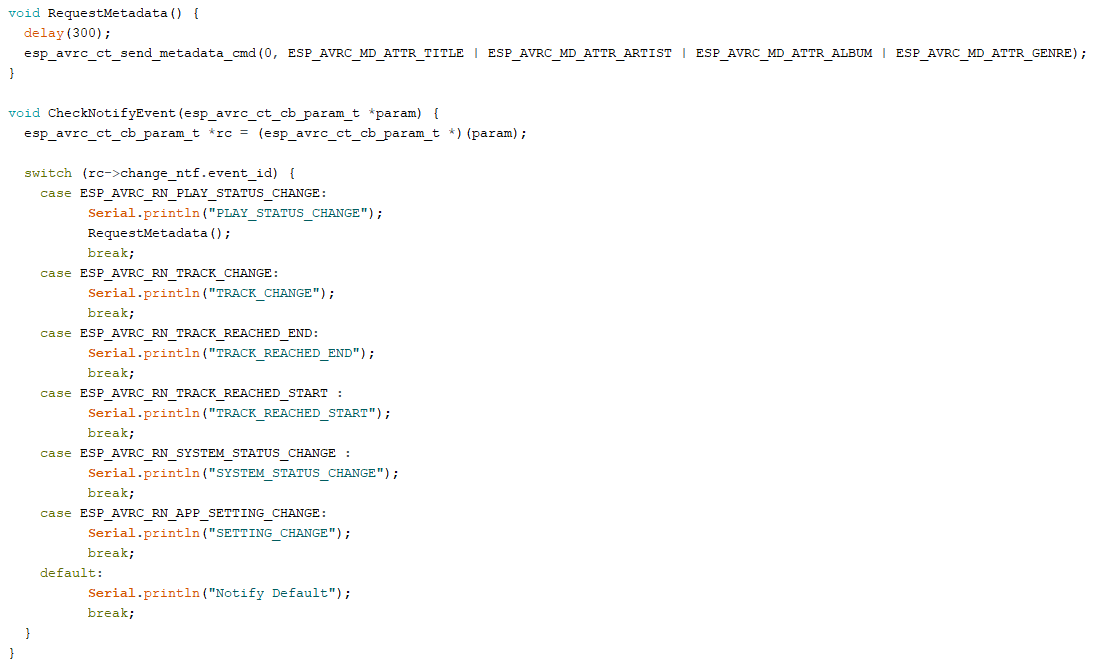 void RequestMetadata() {
  delay(300);
  esp_avrc_ct_send_metadata_cmd(0, ESP_AVRC_MD_ATTR_TITLE | ESP_AVRC_MD_ATTR_ARTIST | ESP_AVRC_MD_ATTR_ALBUM | ESP_AVRC_MD_ATTR_GENRE);
}

void CheckNotifyEvent(esp_avrc_ct_cb_param_t *param) {
  esp_avrc_ct_cb_param_t *rc = (esp_avrc_ct_cb_param_t *)(param);

  switch (rc->change_ntf.event_id) {
    case ESP_AVRC_RN_PLAY_STATUS_CHANGE:
          Serial.println("PLAY_STATUS_CHANGE");
          RequestMetadata();
          break;
    case ESP_AVRC_RN_TRACK_CHANGE:
          Serial.println("TRACK_CHANGE");
          break;
    case ESP_AVRC_RN_TRACK_REACHED_END:
          Serial.println("TRACK_REACHED_END");
          break;
    case ESP_AVRC_RN_TRACK_REACHED_START :
          Serial.println("TRACK_REACHED_START");
          break;
    case ESP_AVRC_RN_SYSTEM_STATUS_CHANGE :
          Serial.println("SYSTEM_STATUS_CHANGE");
          break;
    case ESP_AVRC_RN_APP_SETTING_CHANGE:
          Serial.println("SETTING_CHANGE");
          break;
    default:
          Serial.println("Notify Default");
          break;
  }
}